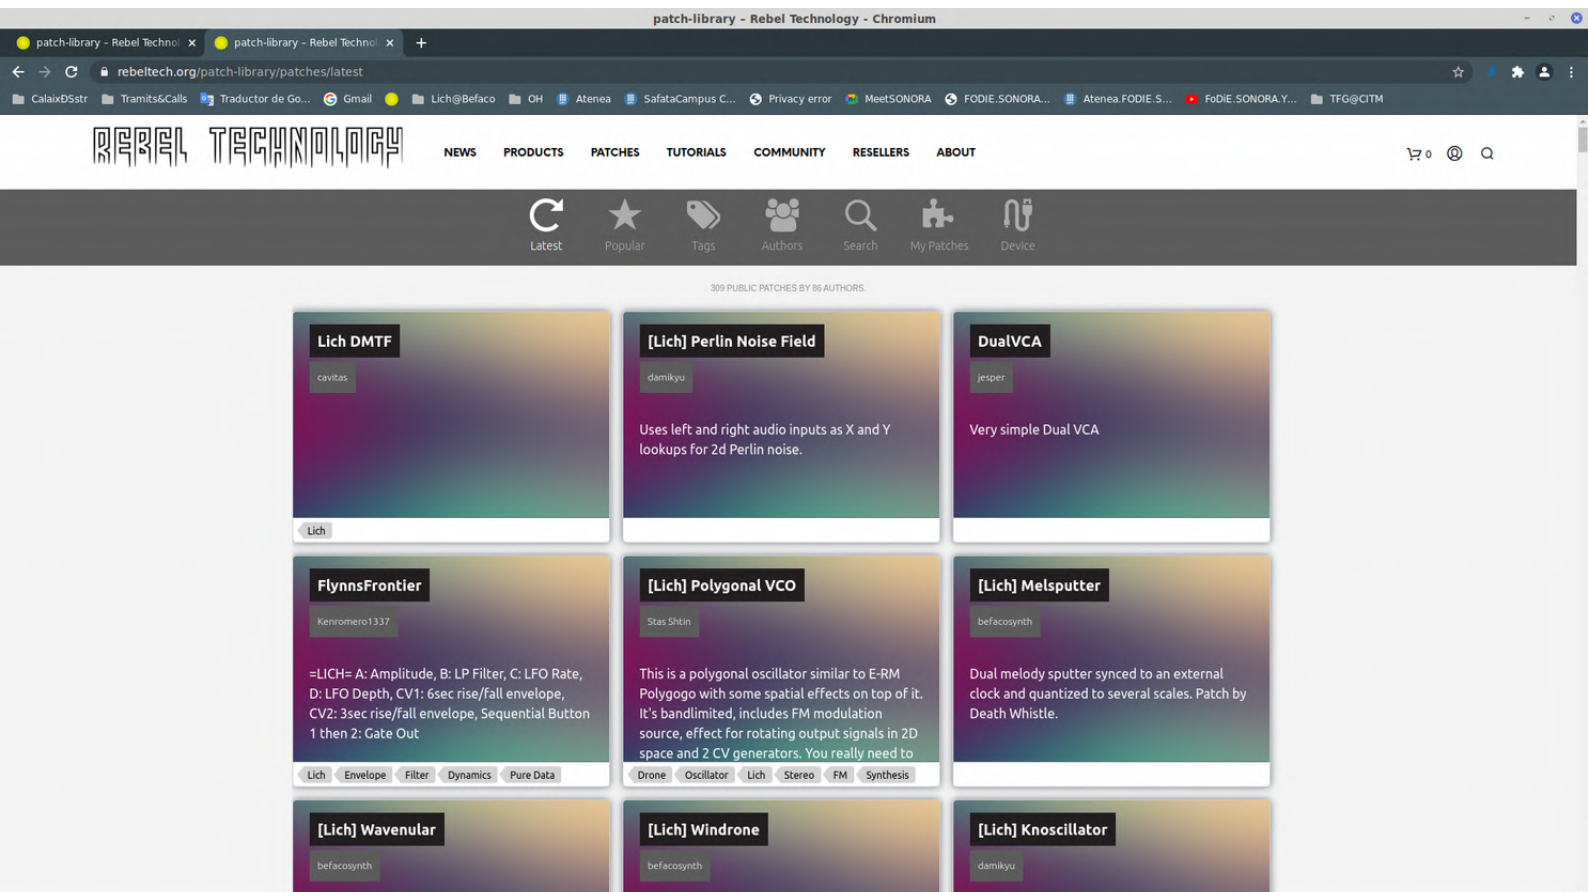 patch-library – Rebel Technology - Chromium
patch-library – Rebel Technol
patch-library – Rebel Technol
rebeltech.org/patch-library/patches/latest
CalaixÐSstr Tramits&Calls Traductor de Go... Gmail Lich@Befaco OH Atenea SafataCampus C... Privacy error MeetSONORA FODIE.SONORA... Atenea.FODIE.S... FoDiE.SONORA.Y... TFG@CITM
REBEL TECHNOLOGY
NEWS PRODUCTS PATCHES TUTORIALS COMMUNITY RESELLERS ABOUT
0
Latest Popular Tags Authors Search My Patches Device
309 PUBLIC PATCHES BY 86 AUTHORS.
Lich DMTF
cavitas
Lich
[Lich] Perlin Noise Field
damikyu
Uses left and right audio inputs as X and Y
lookups for 2d Perlin noise.
DualVCA
jesper
Very simple Dual VCA
FlynnsFrontier
Kenromero1337
=LICH= A: Amplitude, B: LP Filter, C: LFO Rate,
D: LFO Depth, CV1: 6sec rise/fall envelope,
CV2: 3sec rise/fall envelope, Sequential Button
1 then 2: Gate Out
Lich Envelope Filter Dynamics Pure Data
[Lich] Polygonal VCO
Stas Shtin
This is a polygonal oscillator similar to E-RM
Polygogo with some spatial effects on top of it.
It's bandlimited, includes FM modulation
source, effect for rotating output signals in 2D
space and 2 CV generators. You really need to
Drone Oscillator Lich Stereo FM Synthesis
[Lich] Melsputter
befacosynth
Dual melody sputter synced to an external
clock and quantized to several scales. Patch by
Death Whistle.
[Lich] Wavenular
befacosynth
[Lich] Windrone
befacosynth
[Lich] Knoscillator
damikyu